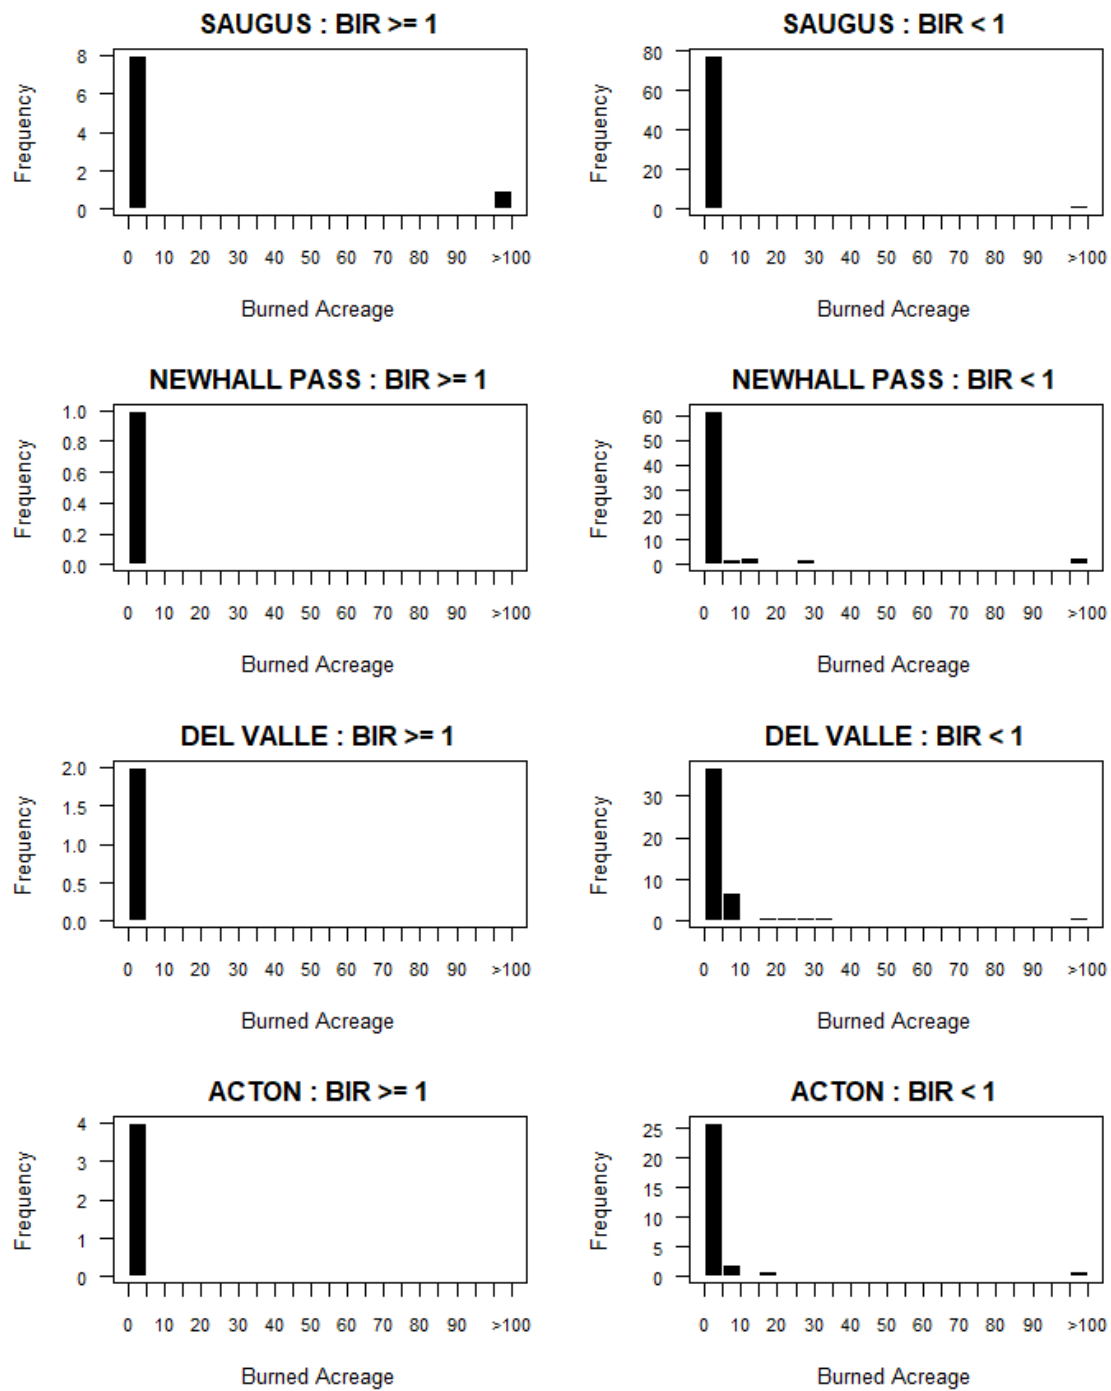 SAUGUS : BIR >= 1
Frequency
8
6
4
2
0
0 10 20 30 40 50 60 70 80 90 >100
Burned Acreage
SAUGUS : BIR < 1
Frequency
80
60
40
20
0
0 10 20 30 40 50 60 70 80 90 >100
Burned Acreage
NEWHALL PASS : BIR >= 1
Frequency
1.0
0.8
0.6
0.4
0.2
0.0
0 10 20 30 40 50 60 70 80 90 >100
Burned Acreage
NEWHALL PASS : BIR < 1
Frequency
60
50
40
30
20
10
0
0 10 20 30 40 50 60 70 80 90 >100
Burned Acreage
DEL VALLE : BIR >= 1
Frequency
2.0
1.5
1.0
0.5
0.0
0 10 20 30 40 50 60 70 80 90 >100
Burned Acreage
DEL VALLE : BIR < 1
Frequency
30
20
10
0
0 10 20 30 40 50 60 70 80 90 >100
Burned Acreage
ACTON : BIR >= 1
Frequency
4
3
2
1
0
0 10 20 30 40 50 60 70 80 90 >100
Burned Acreage
ACTON : BIR < 1
Frequency
25
20
15
10
5
0
0 10 20 30 40 50 60 70 80 90 >100
Burned Acreage